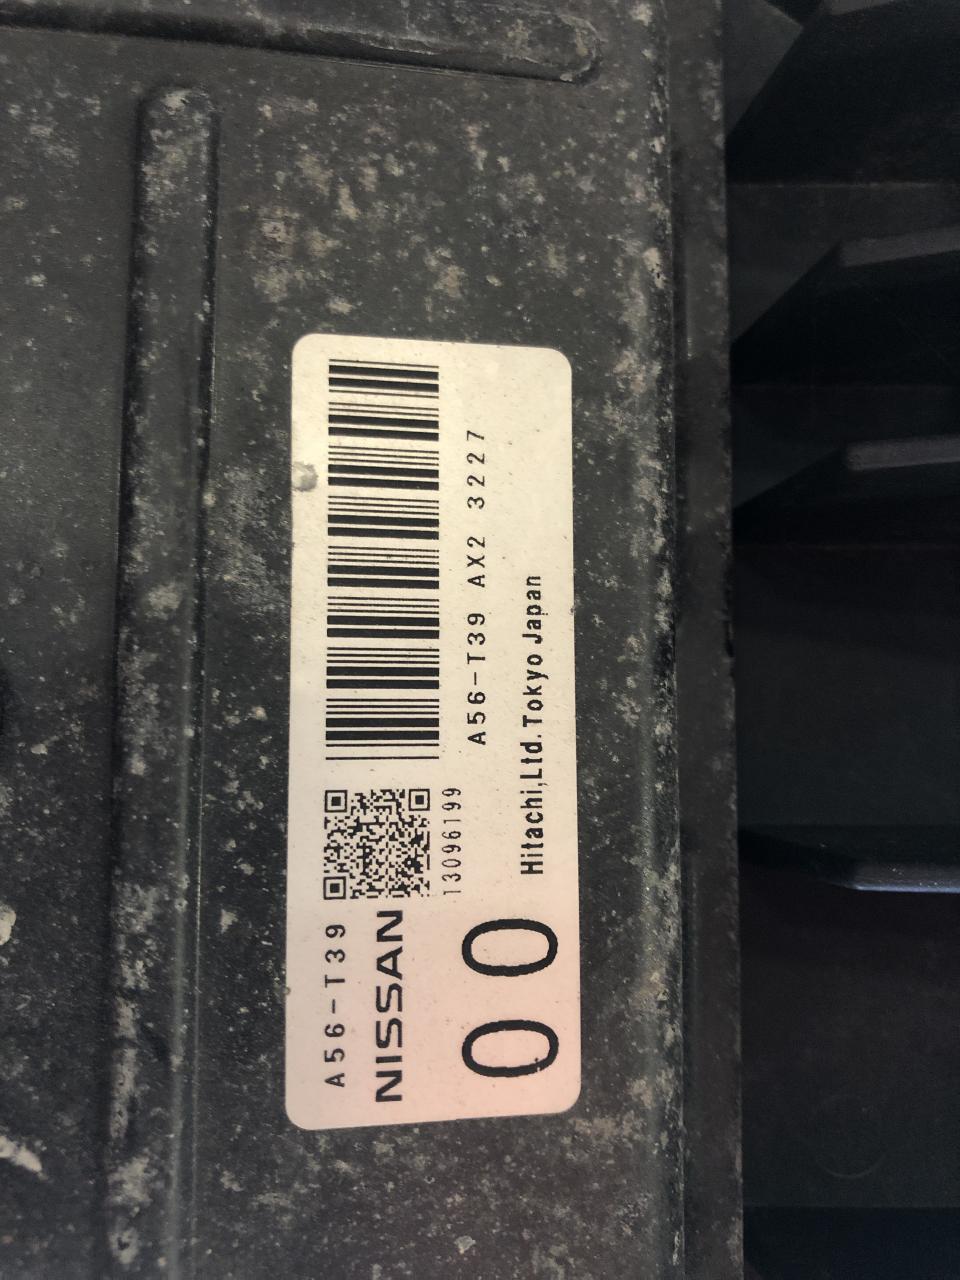 A56-T39
NISSAN
13096199
00
A56-T39 AX2 3227
Hitachi,Ltd.Tokyo Japan